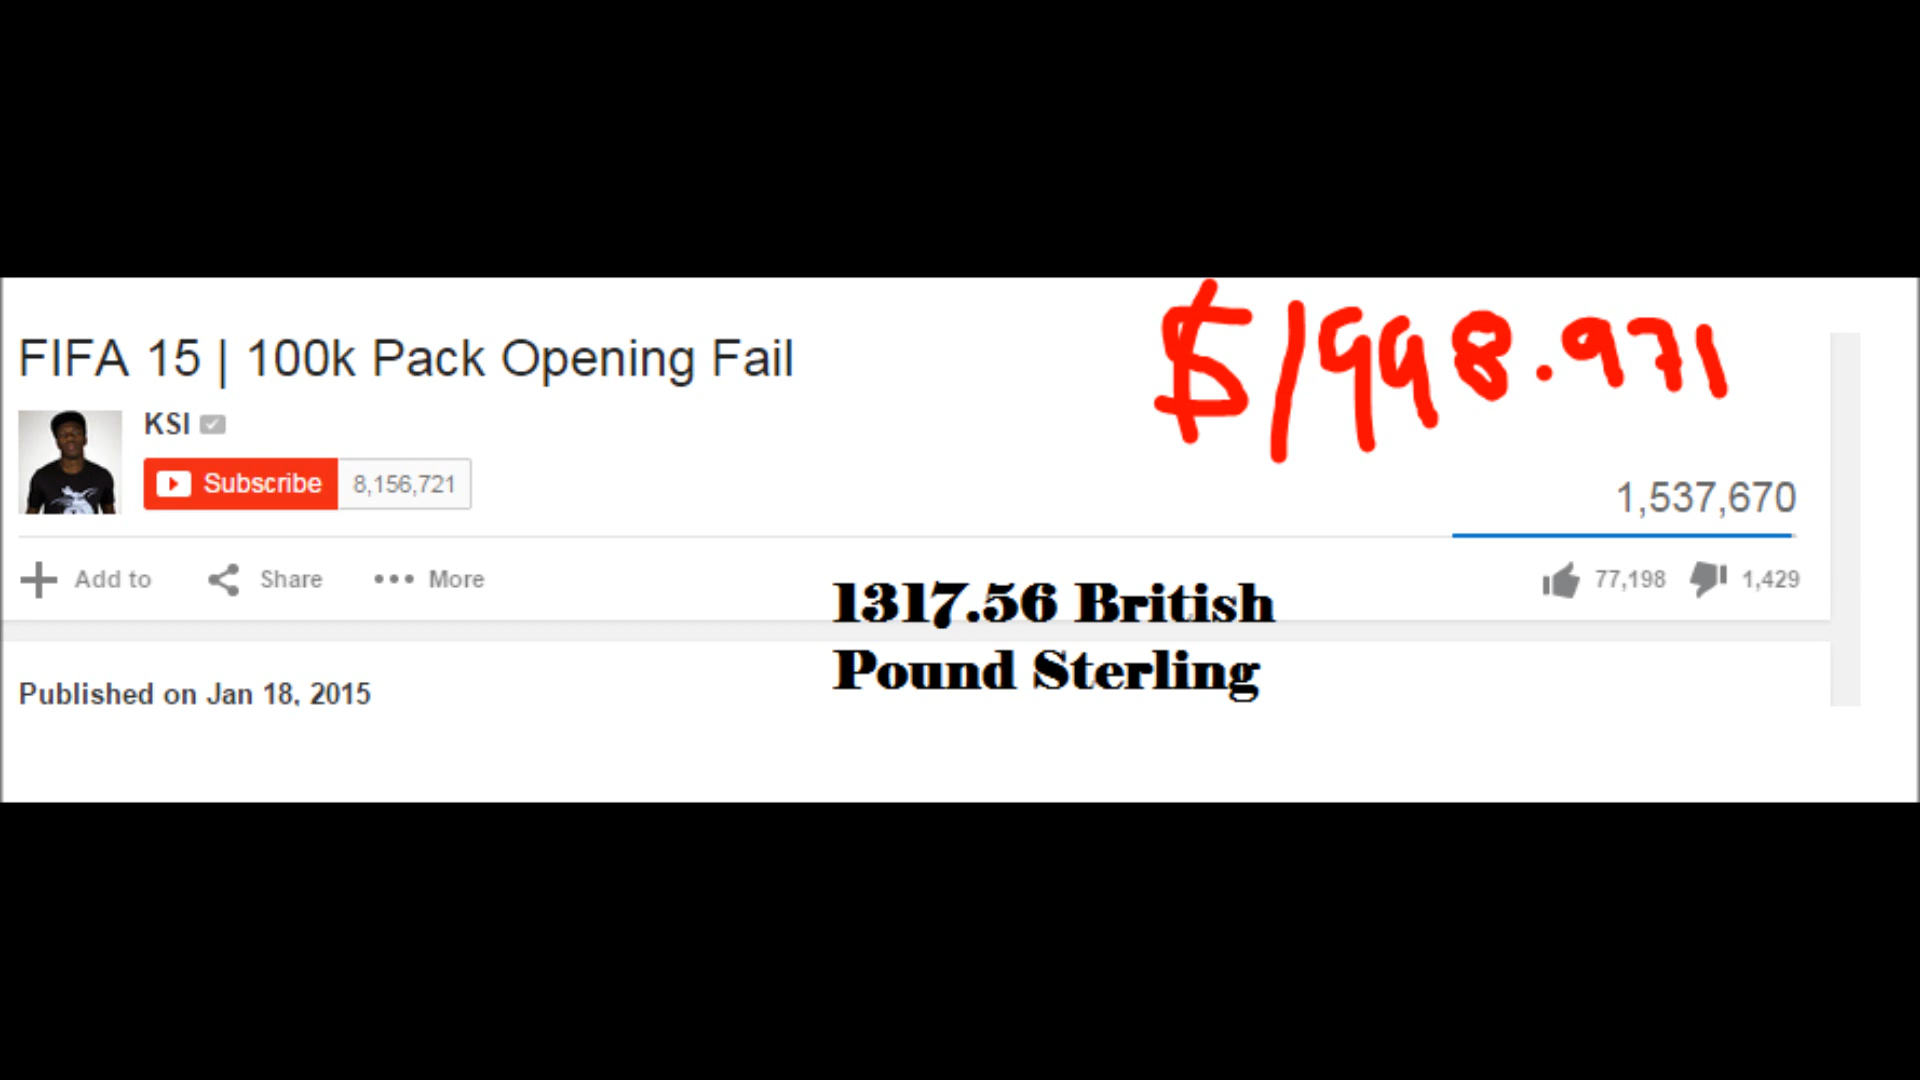 $1998.971
FIFA 15 | 100k Pack Opening Fail
KSI
Subscribe 8,156,721
1,537,670
Add to Share More 77,198 1,429
1317.56 British
Pound Sterling
Published on Jan 18, 2015